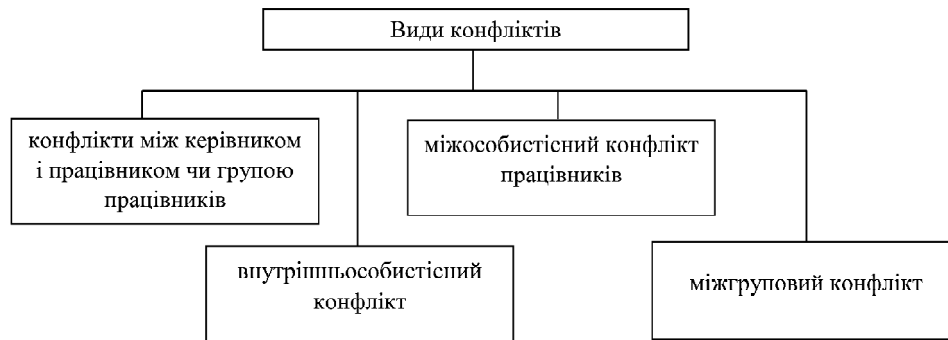 Види конфліктів
конфлікти між керівником
і працівником чи групою
працівників
міжособистісний конфлікт
працівників
внутрішньособистісний
конфлікт
міжгруповий конфлікт